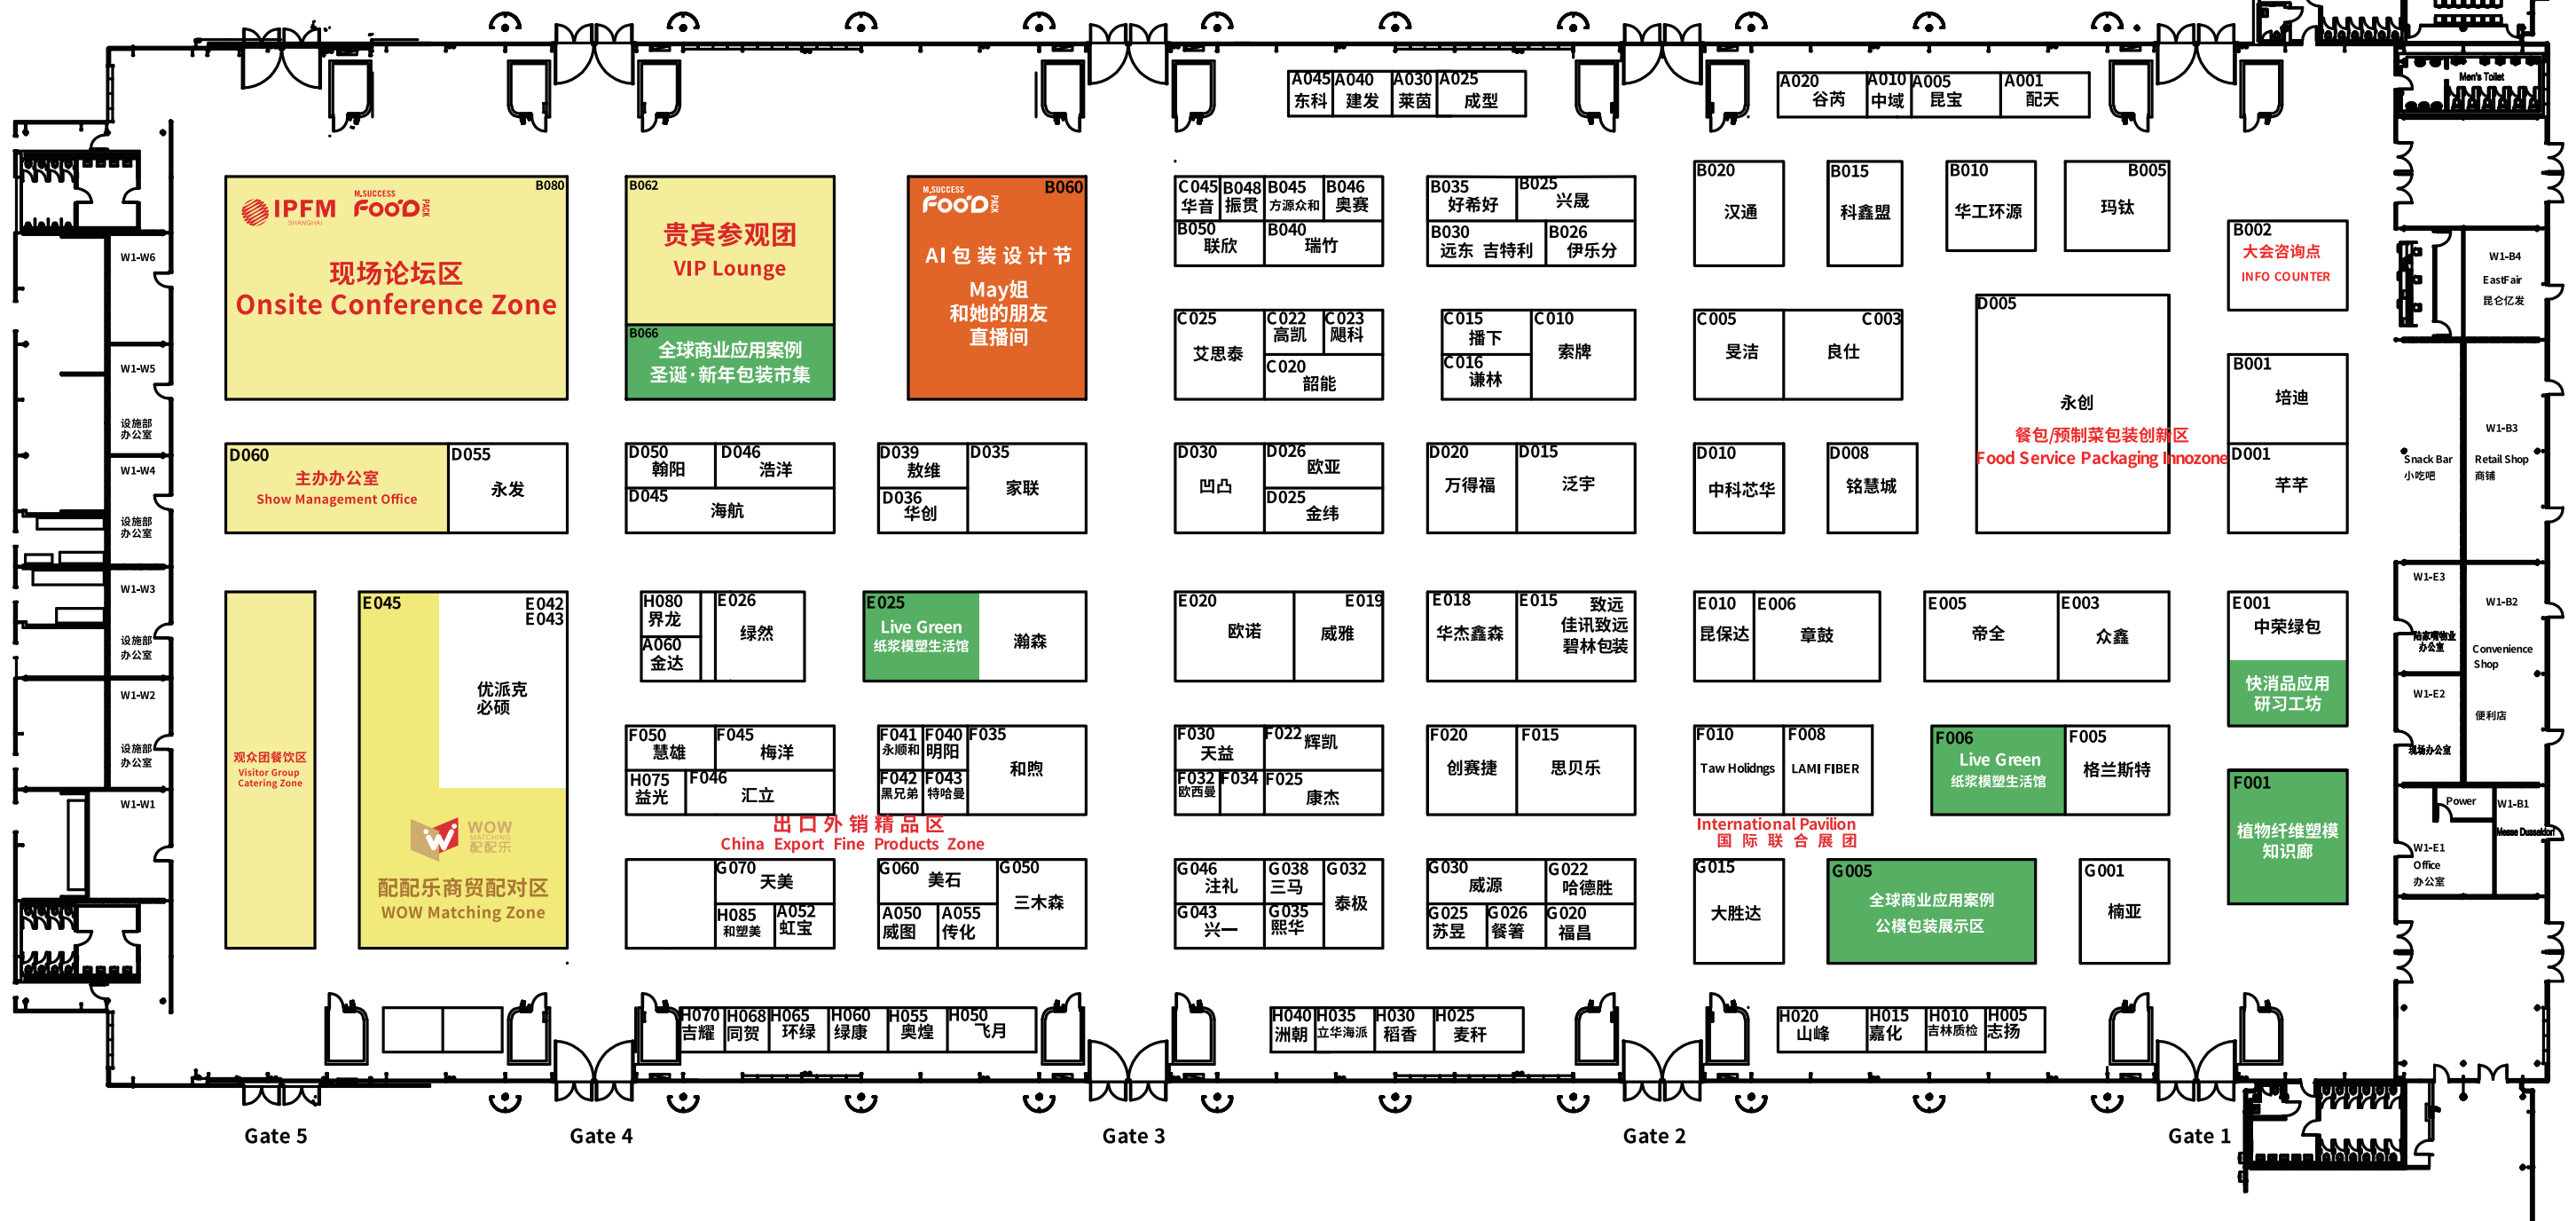 Men's Toilet
A045
东科
A040
建发
A030
莱茵
A025
成型
A020
谷芮
A010
中域
A005
昆宝
A001
配天
B080
M.SUCCESS
IPFM
SHANGHAI
FOOD
PACK
现场论坛区
Onsite Conference Zone
B062
贵宾参观团
VIP Lounge
B066
全球商业应用案例
圣诞·新年包装市集
B060
M.SUCCESS
FOOD
PACK
AI 包 装 设 计 节
May姐
和她的朋友
直播间
C045
华音
B048
振贯
B045
方源众和
B046
奥赛
B050
联欣
B040
瑞竹
B035
好希好
B025
兴晟
B030
远东 吉特利
B026
伊乐分
B020
汉通
B015
科鑫盟
B010
华工环源
B005
玛钛
B002
大会咨询点
INFO COUNTER
W1-W6
W1-B4
EastFair
昆仑亿发
C025
艾思泰
C022
高凯
C023
飓科
C020
韶能
C015
播下
C016
谦林
C010
索牌
C005
旻洁
C003
良仕
D005
永创
餐包/预制菜包装创新区
Food Service Packaging Innozone
B001
培迪
D001
芊芊
W1-W5
设施部
办公室
W1-W4
设施部
办公室
W1-B3
Retail Shop
商铺
Snack Bar
小吃吧
D060
主办办公室
Show Management Office
D055
永发
D050
翰阳
D046
浩洋
D045
海航
D039
敖维
D036
华创
D035
家联
D030
凹凸
D026
欧亚
D025
金纬
D020
万得福
D015
泛宇
D010
中科芯华
D008
铭慧城
W1-W3
设施部
办公室
W1-W2
设施部
办公室
W1-W1
观众团餐饮区
Visitor Group
Catering Zone
E045
E042
E043
优派克
必硕
WOW
MATCHING
配配乐
配配乐商贸配对区
WOW Matching Zone
H080
界龙
A060
金达
E026
绿然
E025
Live Green
纸浆模塑生活馆
瀚森
E020
欧诺
E019
威雅
E018
华杰鑫森
E015
致远
佳讯致远
碧林包装
E010
昆保达
E006
章鼓
E005
帝全
E003
众鑫
E001
中荣绿包
快消品应用
研习工坊
W1-E3
陆家嘴物业
办公室
W1-B2
Convenience
Shop
便利店
W1-E2
现场办公室
F050
慧雄
F045
梅洋
H075
益光
F046
汇立
F041
永顺和
F040
明阳
F042
黑兄弟
F043
特哈曼
F035
和煦
F030
天益
F022
辉凯
F032
欧西曼
F034
F025
康杰
F020
创赛捷
F015
思贝乐
F010
Taw Holidngs
F008
LAMI FIBER
F006
Live Green
纸浆模塑生活馆
F005
格兰斯特
F001
植物纤维塑模
知识廊
Power
W1-B1
Messe Dusseldorf
W1-E1
Office
办公室
出 口 外 销 精 品 区
China Export Fine Products Zone
International Pavilion
国 际 联 合 展 团
G070
天美
H085
和塑美
A052
虹宝
G060
美石
A050
威图
A055
传化
G050
三木森
G046
注礼
G038
三马
G032
泰极
G043
兴一
G035
熙华
G030
威源
G022
哈德胜
G025
苏昱
G026
餐箸
G020
福昌
G015
大胜达
G005
全球商业应用案例
公模包装展示区
G001
楠亚
H070
吉耀
H068
同贺
H065
环绿
H060
绿康
H055
奥煌
H050
飞月
H040
洲朝
H035
立华海派
H030
稻香
H025
麦秆
H020
山峰
H015
嘉化
H010
吉林质检
H005
志扬
Gate 5
Gate 4
Gate 3
Gate 2
Gate 1